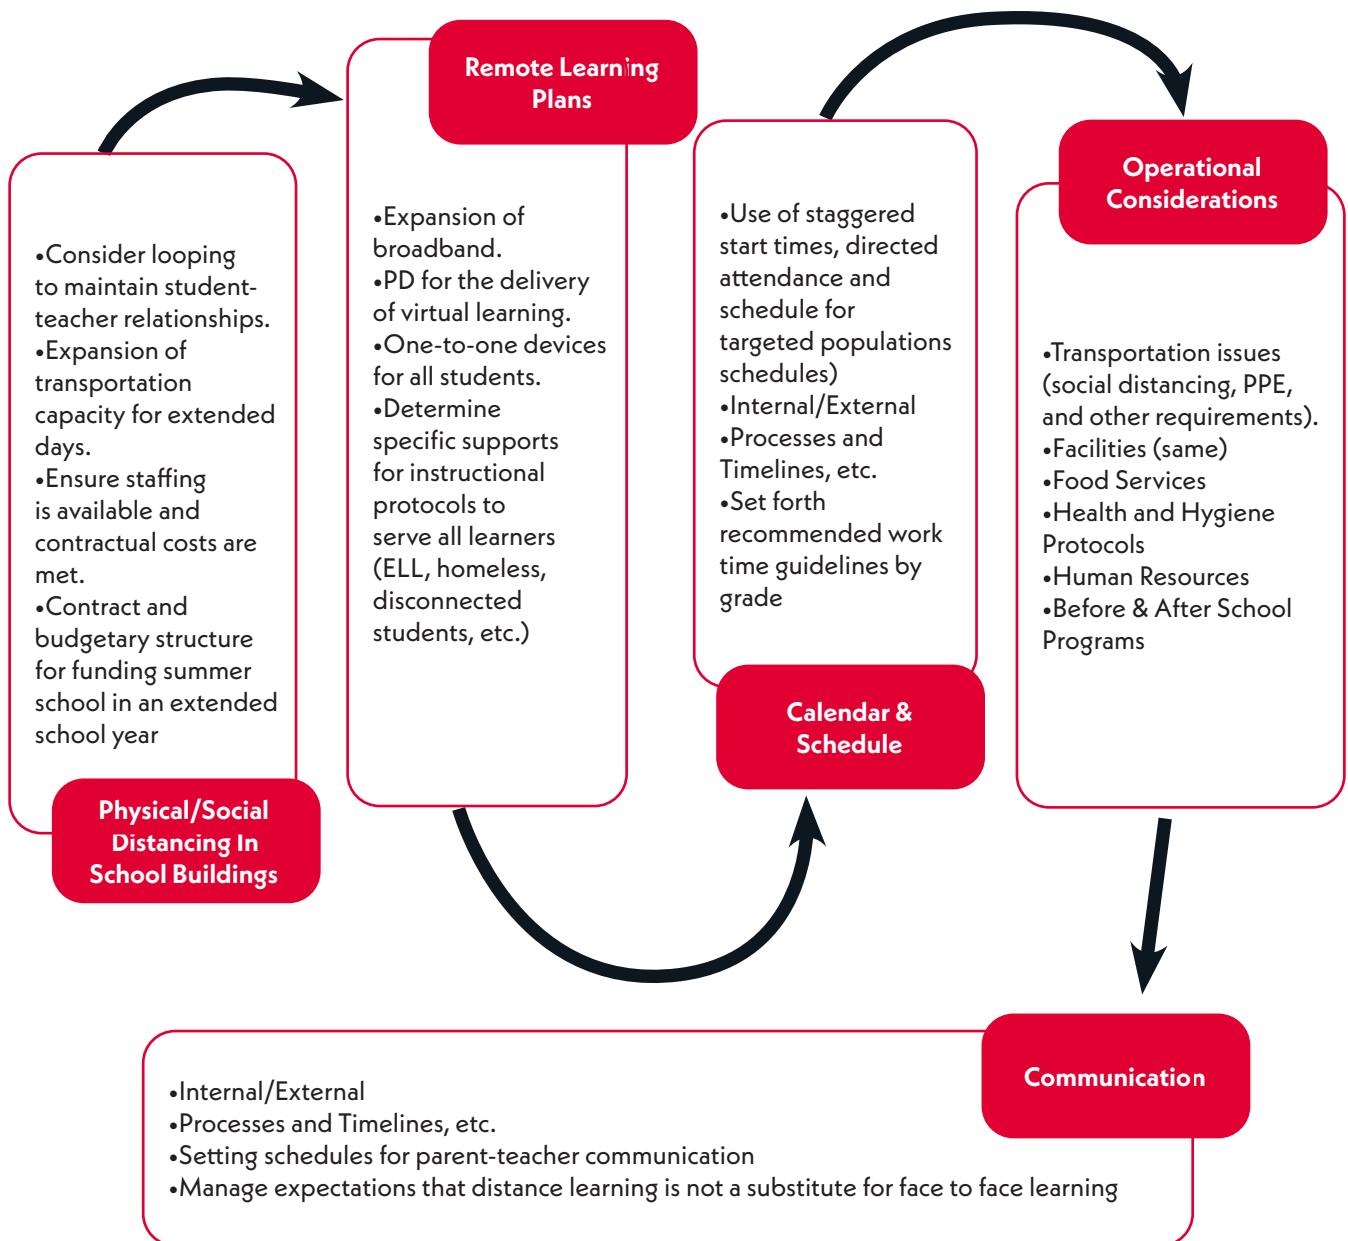 •Consider looping
to maintain student-
teacher relationships.
•Expansion of
transportation
capacity for extended
days.
•Ensure staffing
is available and
contractual costs are
met.
•Contract and
budgetary structure
for funding summer
school in an extended
school year
Physical/Social
Distancing In
School Buildings
Remote Learning
Plans
•Expansion of
broadband.
•PD for the delivery
of virtual learning.
•One-to-one devices
for all students.
•Determine
specific supports
for instructional
protocols to
serve all learners
(ELL, homeless,
disconnected
students, etc.)
•Use of staggered
start times, directed
attendance and
schedule for
targeted populations
schedules)
•Internal/External
•Processes and
Timelines, etc.
•Set forth
recommended work
time guidelines by
grade
Calendar &
Schedule
Operational
Considerations
•Transportation issues
(social distancing, PPE,
and other requirements).
•Facilities (same)
•Food Services
•Health and Hygiene
Protocols
•Human Resources
•Before & After School
Programs
Communication
•Internal/External
•Processes and Timelines, etc.
•Setting schedules for parent-teacher communication
•Manage expectations that distance learning is not a substitute for face to face learning